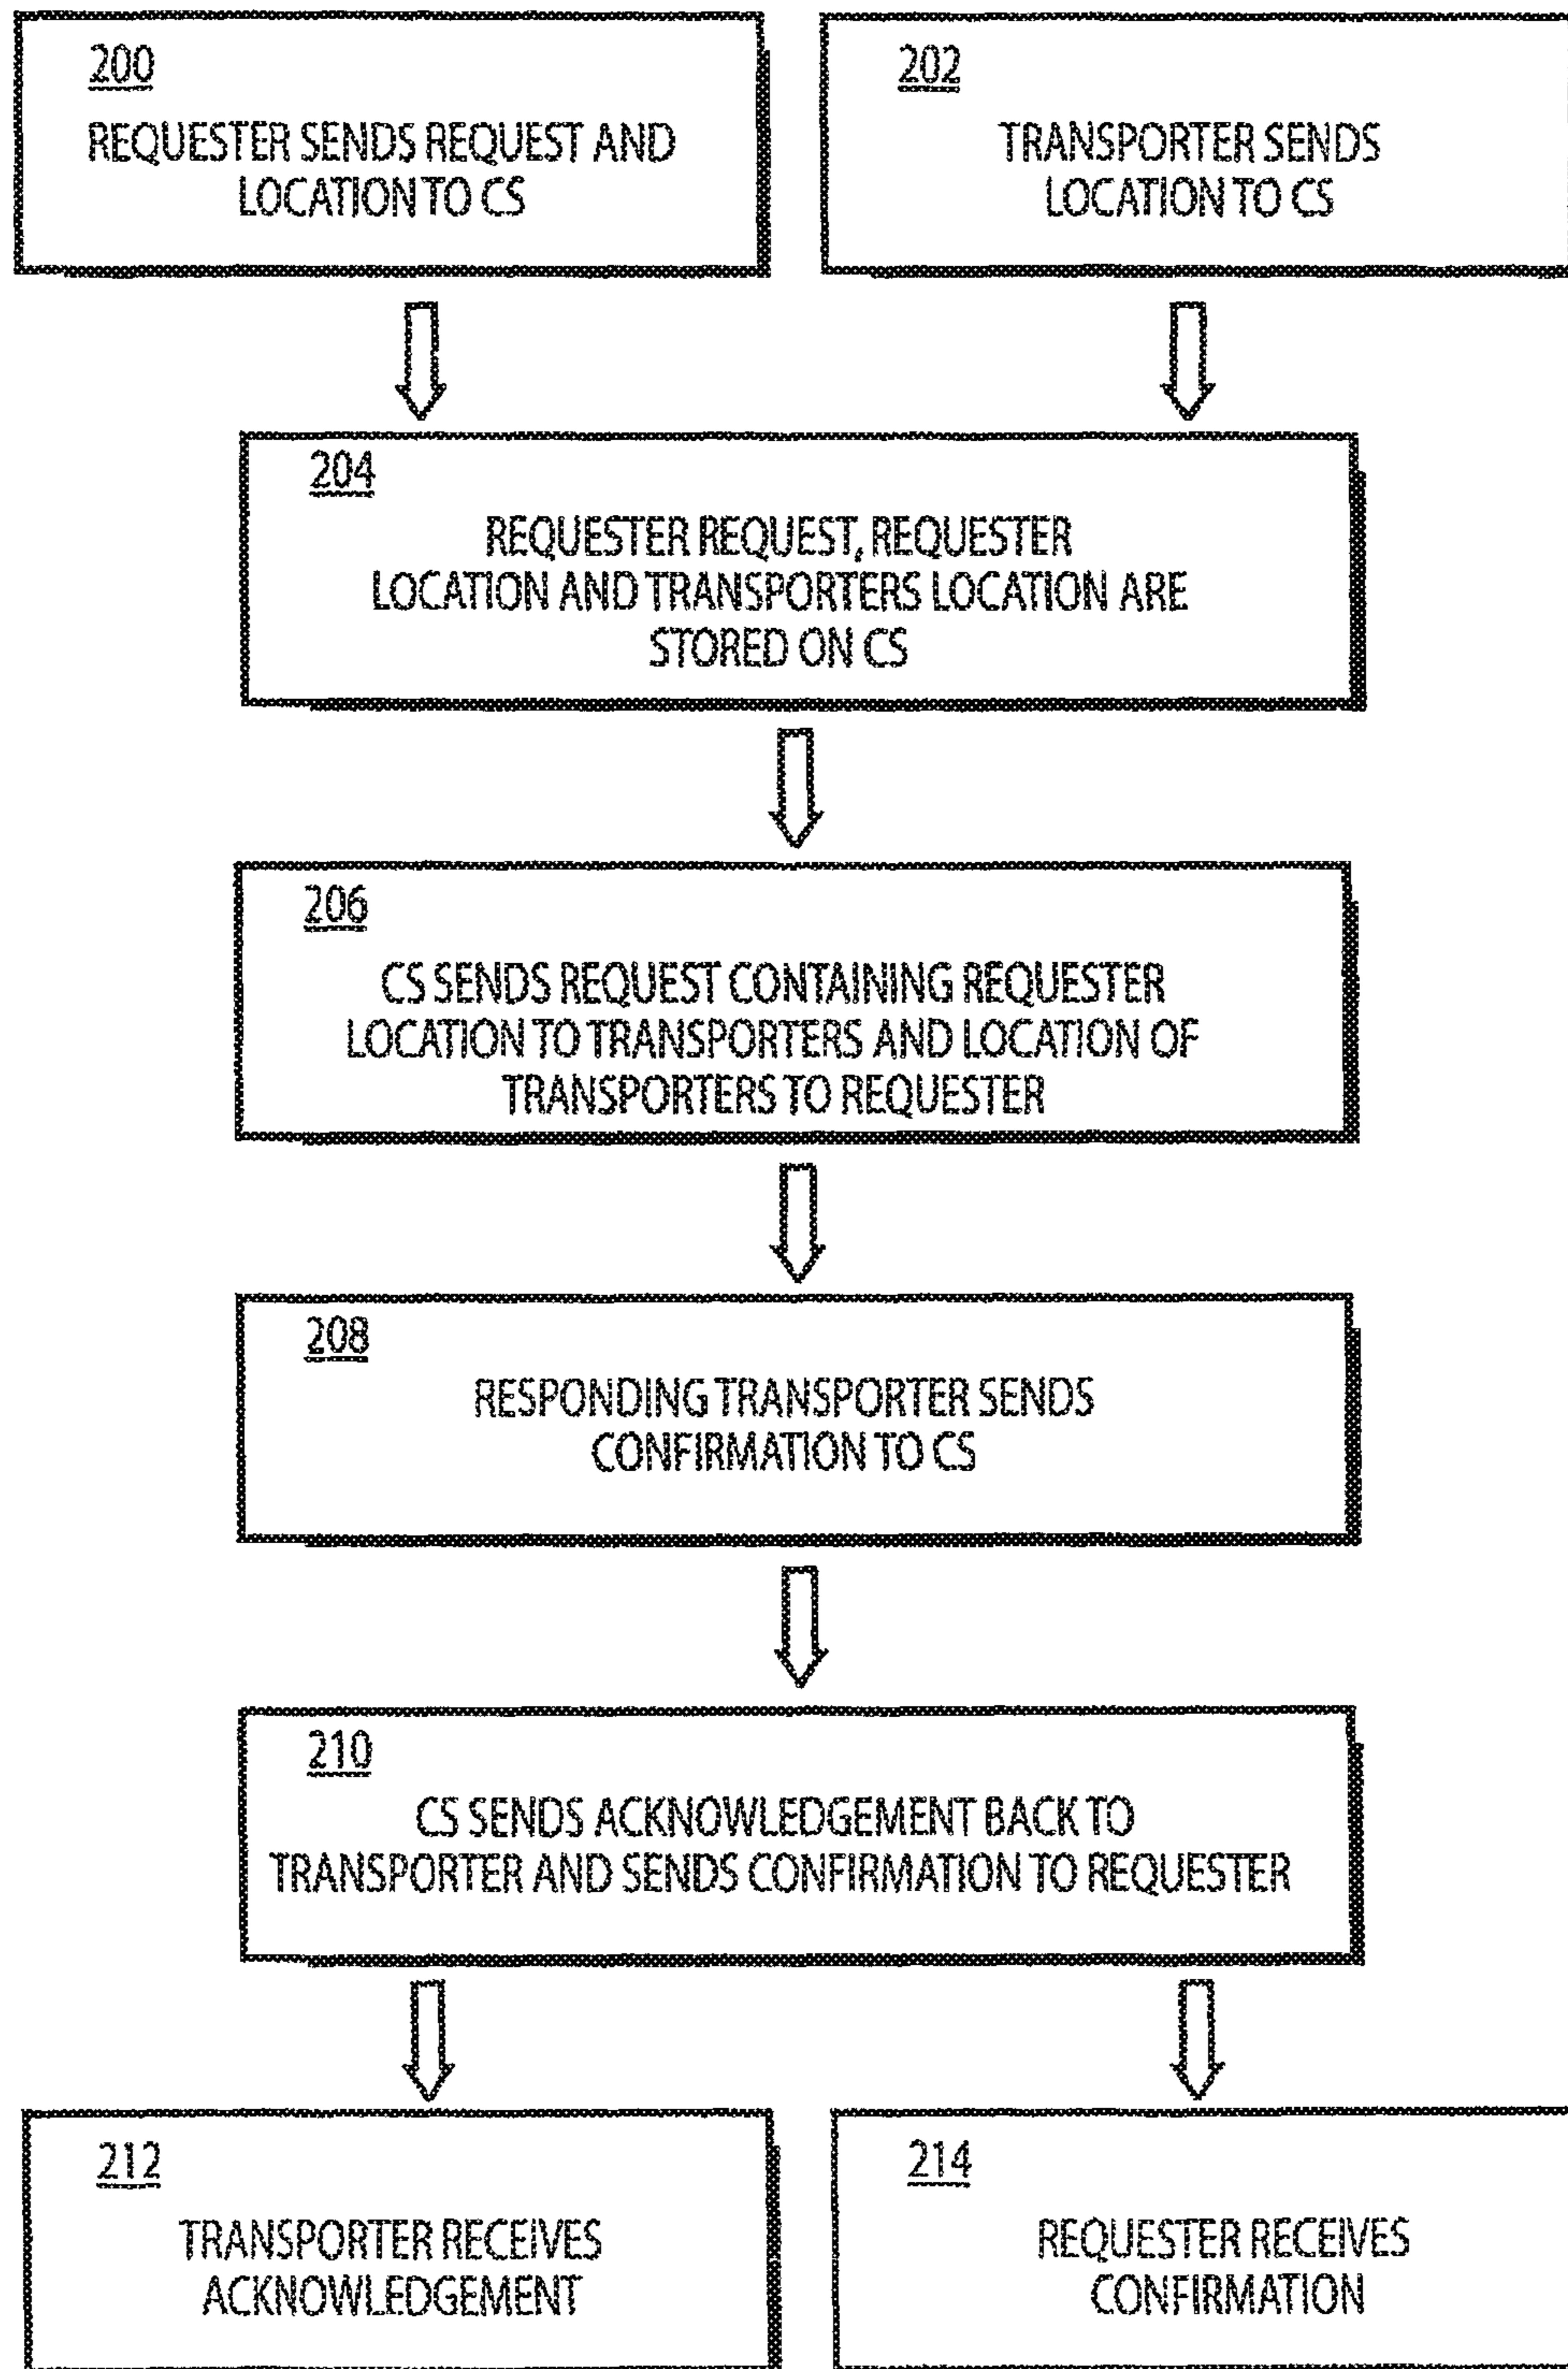 200
REQUESTER SENDS REQUEST AND
LOCATION TO CS
202
TRANSPORTER SENDS
LOCATION TO CS
204
REQUESTER REQUEST, REQUESTER
LOCATION AND TRANSPORTERS LOCATION ARE
STORED ON CS
206
CS SENDS REQUEST CONTAINING REQUESTER
LOCATION TO TRANSPORTERS AND LOCATION OF
TRANSPORTERS TO REQUESTER
208
RESPONDING TRANSPORTER SENDS
CONFIRMATION TO CS
210
CS SENDS ACKNOWLEDGEMENT BACK TO
TRANSPORTER AND SENDS CONFIRMATION TO REQUESTER
212
TRANSPORTER RECEIVES
ACKNOWLEDGEMENT
214
REQUESTER RECEIVES
CONFIRMATION